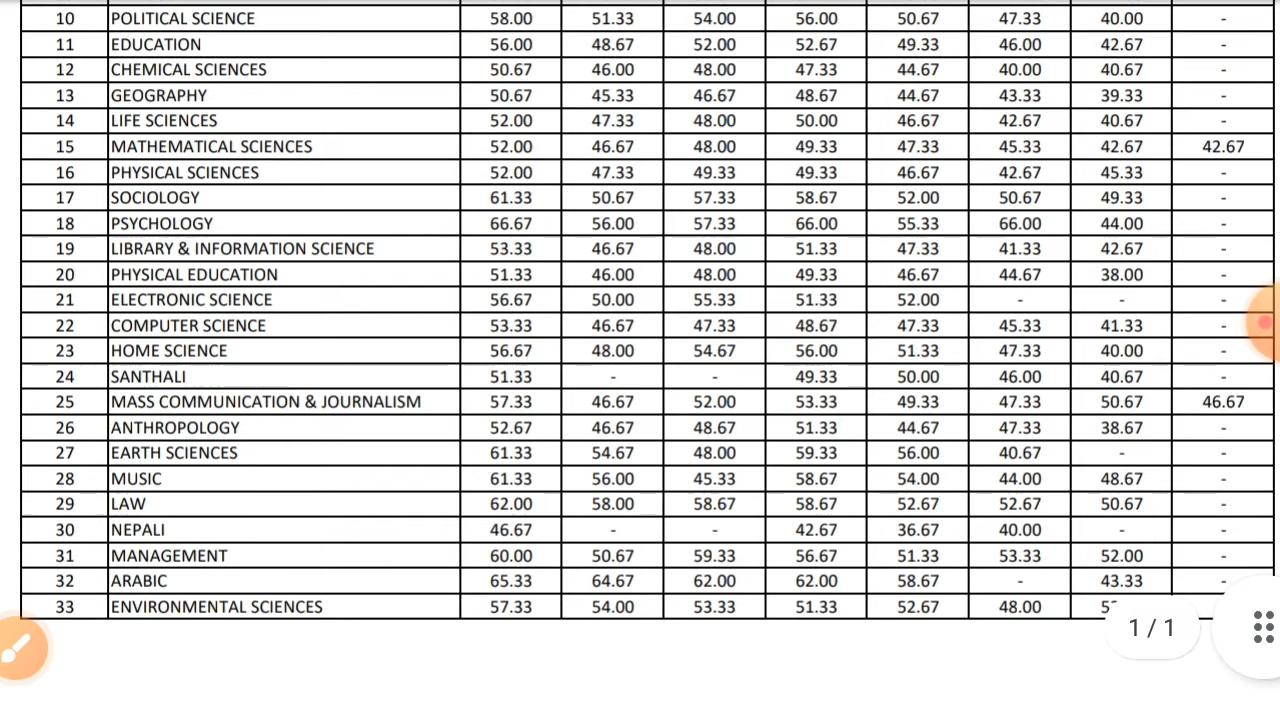 10 POLITICAL SCIENCE 58.00 51.33 54.00 56.00 50.67 47.33 40.00 -
11 EDUCATION 56.00 48.67 52.00 52.67 49.33 46.00 42.67 -
12 CHEMICAL SCIENCES 50.67 46.00 48.00 47.33 44.67 40.00 40.67 -
13 GEOGRAPHY 50.67 45.33 46.67 48.67 44.67 43.33 39.33 -
14 LIFE SCIENCES 52.00 47.33 48.00 50.00 46.67 42.67 40.67 -
15 MATHEMATICAL SCIENCES 52.00 46.67 48.00 49.33 47.33 45.33 42.67 42.67
16 PHYSICAL SCIENCES 52.00 47.33 49.33 49.33 46.67 42.67 45.33 -
17 SOCIOLOGY 61.33 50.67 57.33 58.67 52.00 50.67 49.33 -
18 PSYCHOLOGY 66.67 56.00 57.33 66.00 55.33 66.00 44.00 -
19 LIBRARY & INFORMATION SCIENCE 53.33 46.67 48.00 51.33 47.33 41.33 42.67 -
20 PHYSICAL EDUCATION 51.33 46.00 48.00 49.33 46.67 44.67 38.00 -
21 ELECTRONIC SCIENCE 56.67 50.00 55.33 51.33 52.00 - - -
22 COMPUTER SCIENCE 53.33 46.67 47.33 48.67 47.33 45.33 41.33 -
23 HOME SCIENCE 56.67 48.00 54.67 56.00 51.33 47.33 40.00 -
24 SANTHALI 51.33 - - 49.33 50.00 46.00 40.67 -
25 MASS COMMUNICATION & JOURNALISM 57.33 46.67 52.00 53.33 49.33 47.33 50.67 46.67
26 ANTHROPOLOGY 52.67 46.67 48.67 51.33 44.67 47.33 38.67 -
27 EARTH SCIENCES 61.33 54.67 48.00 59.33 56.00 40.67 - -
28 MUSIC 61.33 56.00 45.33 58.67 54.00 44.00 48.67 -
29 LAW 62.00 58.00 58.67 58.67 52.67 52.67 50.67 -
30 NEPALI 46.67 - - 42.67 36.67 40.00 - -
31 MANAGEMENT 60.00 50.67 59.33 56.67 51.33 53.33 52.00 -
32 ARABIC 65.33 64.67 62.00 62.00 58.67 - 43.33 -
33 ENVIRONMENTAL SCIENCES 57.33 54.00 53.33 51.33 52.67 48.00
1 / 1